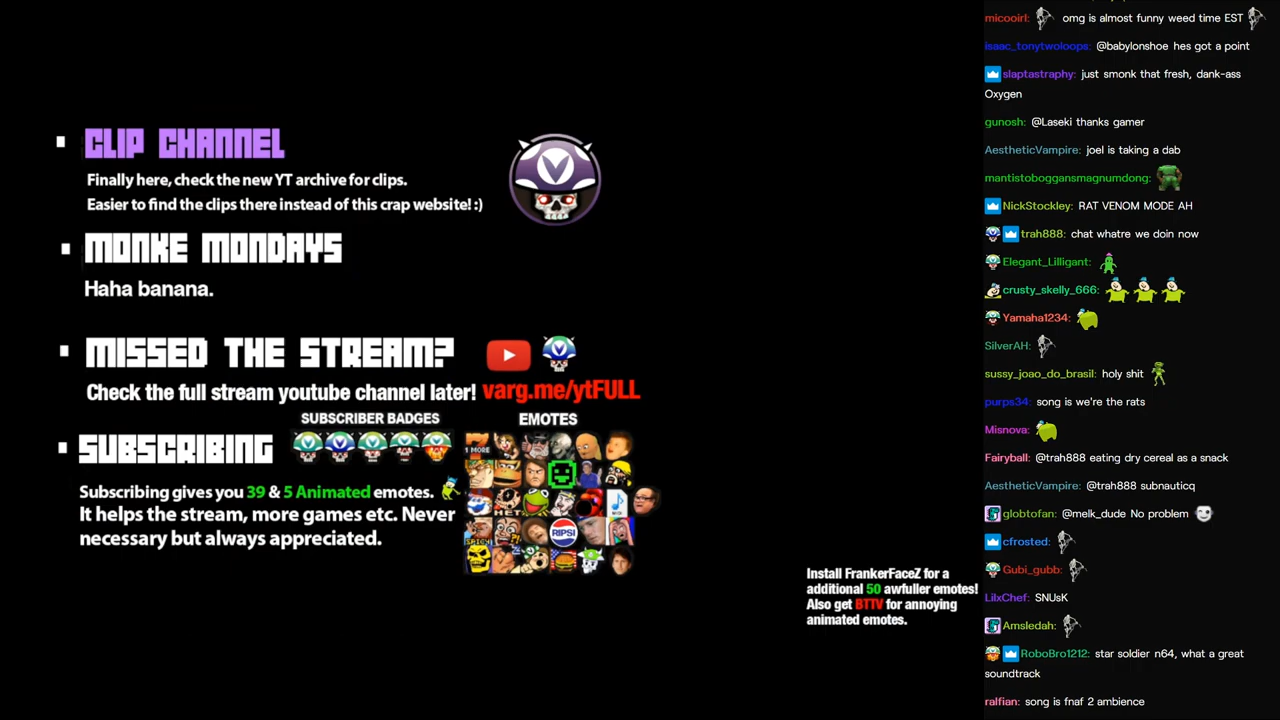 CLIP CHANNEL
Finally here, check the new YT archive for clips.
Easier to find the clips there instead of this crap website! :)
MONKE MONDAYS
Haha banana.
MISSED THE STREAM?
Check the full stream youtube channel later! varg.me/ytFULL
SUBSCRIBER BADGES
EMOTES
SUBSCRIBING
Subscribing gives you 39 & 5 Animated emotes.
It helps the stream, more games etc. Never
necessary but always appreciated.
1 MORE
HET
SPICY
RIPSI
Install FrankerFaceZ for a
additional 50 awfuller emotes!
Also get BTTV for annoying
animated emotes.
micooirl: omg is almost funny weed time EST
isaac_tonytwoloops: @babylonshoe hes got a point
slaptastraphy: just smonk that fresh, dank-ass
Oxygen
gunosh: @Laseki thanks gamer
AestheticVampire: joel is taking a dab
mantistoboggansmagnumdong:
NickStockley: RAT VENOM MODE AH
trah888: chat whatre we doin now
Elegant_Lilligant:
crusty_skelly_666:
Yamaha1234:
SilverAH:
sussy_joao_do_brasil: holy shit
purps34: song is we're the rats
Misnova:
Fairyball: @trah888 eating dry cereal as a snack
AestheticVampire: @trah888 subnauticq
globtofan: @melk_dude No problem
cfrosted:
Gubi_gubb:
LilxChef: SNUsK
Amsledah:
RoboBro1212: star soldier n64, what a great
soundtrack
ralfian: song is fnaf 2 ambience